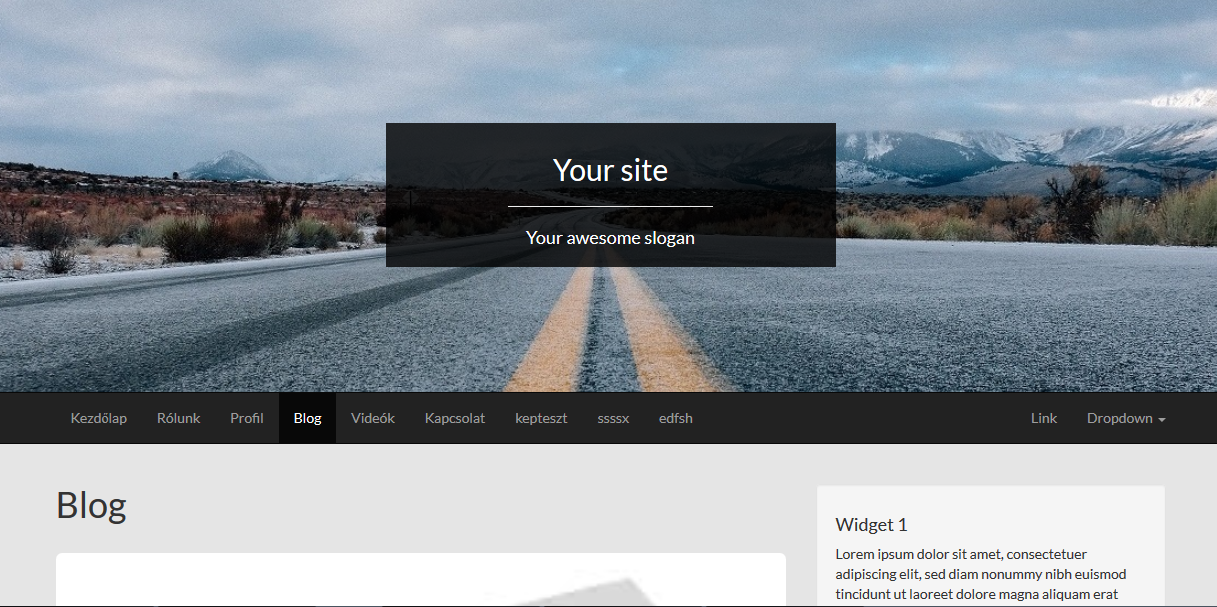 Your site
Your awesome slogan
Kezdőlap Rólunk Profil Blog Videók Kapcsolat kepteszt ssssx edfsh Link Dropdown
Blog
Widget 1
Lorem ipsum dolor sit amet, consectetuer
adipiscing elit, sed diam nonummy nibh euismod
tincidunt ut laoreet dolore magna aliquam erat